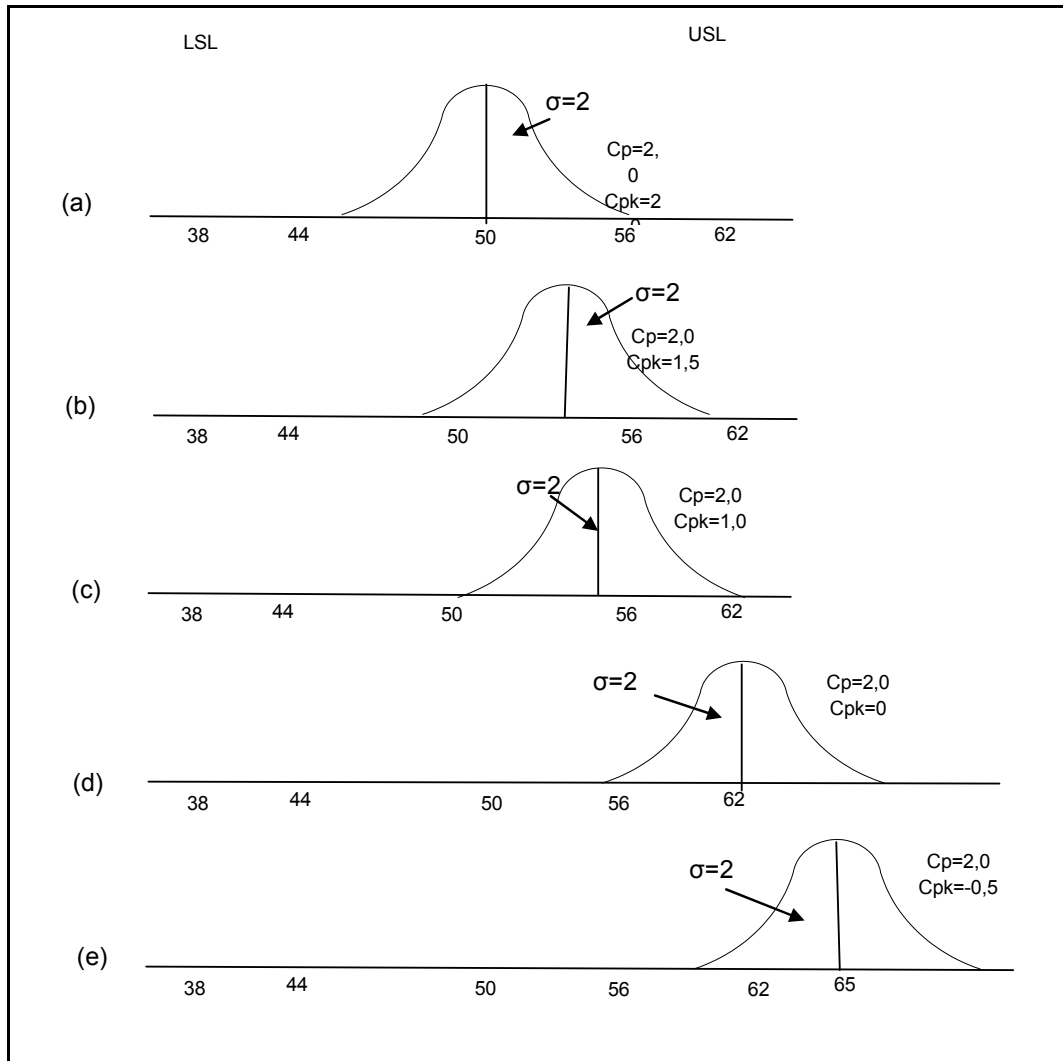 LSL USL
σ=2
Cp=2,
0
Cpk=2
(a)
38 44 50 56 62
σ=2
Cp=2,0
Cpk=1,5
(b)
38 44 50 56 62
σ=2
Cp=2,0
Cpk=1,0
(c)
38 44 50 56 62
σ=2
Cp=2,0
Cpk=0
(d)
38 44 50 56 62
σ=2
Cp=2,0
Cpk=-0,5
(e)
38 44 50 56 62 65